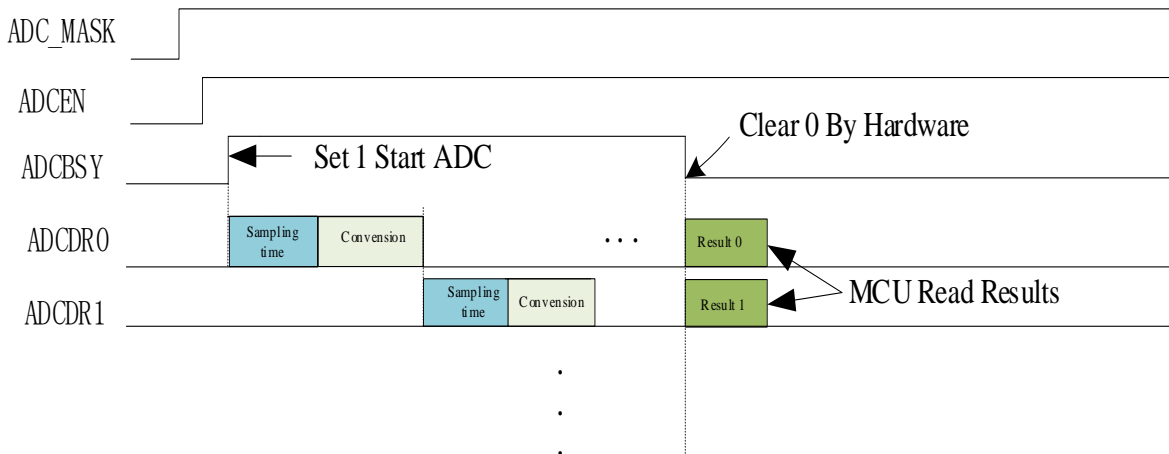 ADC_MASK
ADCEN
Clear 0 By Hardware
ADCBSY
Set 1 Start ADC
ADCDR0
Sampling
time
Convension
...
Result 0
MCU Read Results
ADCDR1
Sampling
time
Convension
Result 1
.
.
.